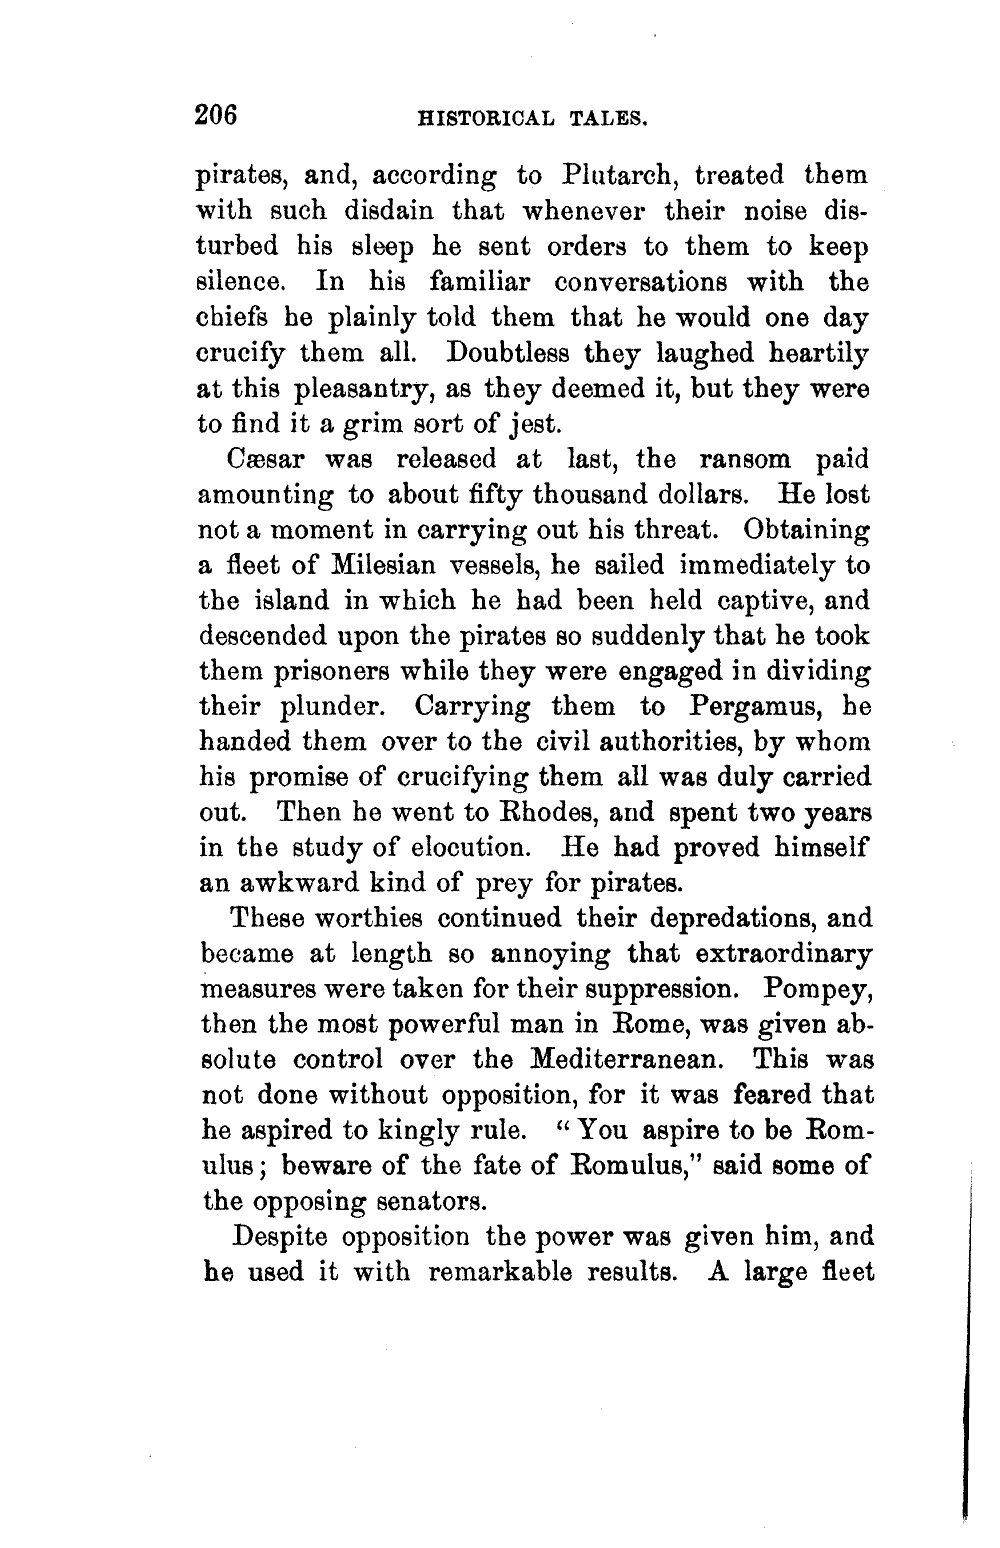 206 HISTORICAL TALES.
pirates, and, according to Plutarch, treated them
with such disdain that whenever their noise dis-
turbed his sleep he sent orders to them to keep
silence. In his familiar conversations with the
chiefs he plainly told them that he would one day
crucify them all. Doubtless they laughed heartily
at this pleasantry, as they deemed it, but they were
to find it a grim sort of jest.
Cæsar was released at last, the ransom paid
amounting to about fifty thousand dollars. He lost
not a moment in carrying out his threat. Obtaining
a fleet of Milesian vessels, he sailed immediately to
the island in which he had been held captive, and
descended upon the pirates so suddenly that he took
them prisoners while they were engaged in dividing
their plunder. Carrying them to Pergamus, he
handed them over to the civil authorities, by whom
his promise of crucifying them all was duly carried
out. Then he went to Rhodes, and spent two years
in the study of elocution. He had proved himself
an awkward kind of prey for pirates.
These worthies continued their depredations, and
became at length so annoying that extraordinary
measures were taken for their suppression. Pompey,
then the most powerful man in Rome, was given ab-
solute control over the Mediterranean. This was
not done without opposition, for it was feared that
he aspired to kingly rule. “You aspire to be Rom-
ulus; beware of the fate of Romulus,” said some of
the opposing senators.
Despite opposition the power was given him, and
he used it with remarkable results. A large fleet